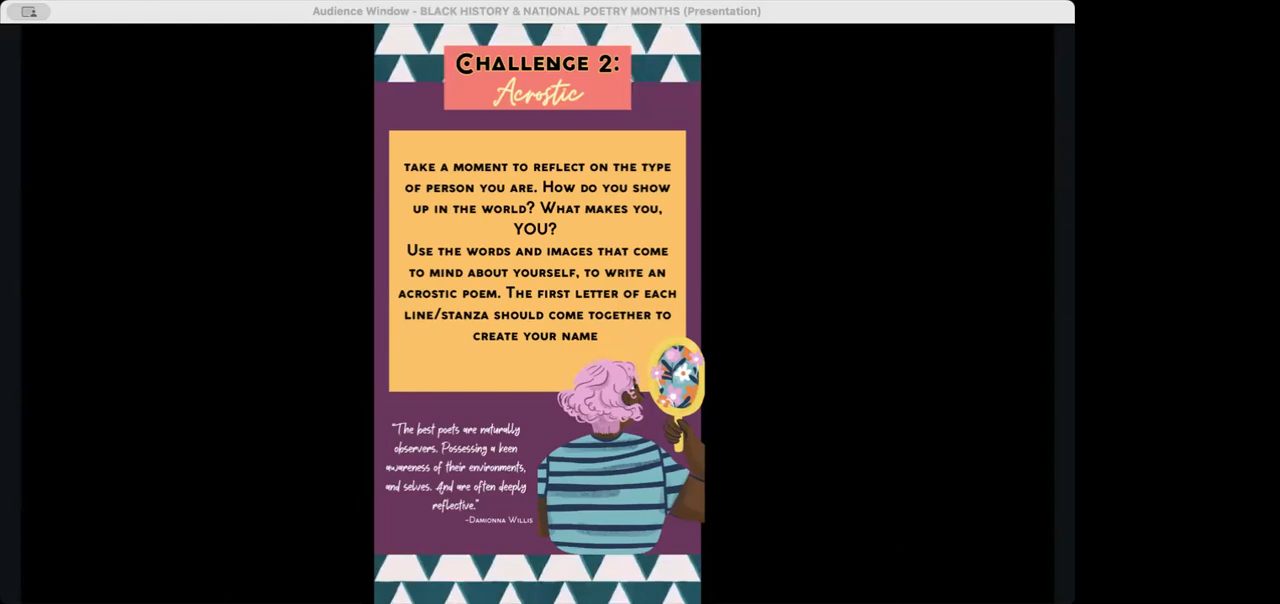 Audience Window - BLACK HISTORY & NATIONAL POETRY MONTHS (Presentation)
CHALLENGE 2:
Acrostic
TAKE A MOMENT TO REFLECT ON THE TYPE
OF PERSON YOU ARE. HOW DO YOU SHOW
UP IN THE WORLD? WHAT MAKES YOU,
YOU?
USE THE WORDS AND IMAGES THAT COME
TO MIND ABOUT YOURSELF, TO WRITE AN
ACROSTIC POEM. THE FIRST LETTER OF EACH
LINE/STANZA SHOULD COME TOGETHER TO
CREATE YOUR NAME
"The best poets are naturally
observers. Possessing a keen
awareness of their environments,
and selves. And are often deeply
reflective."
-DAMIONNA WILLIS